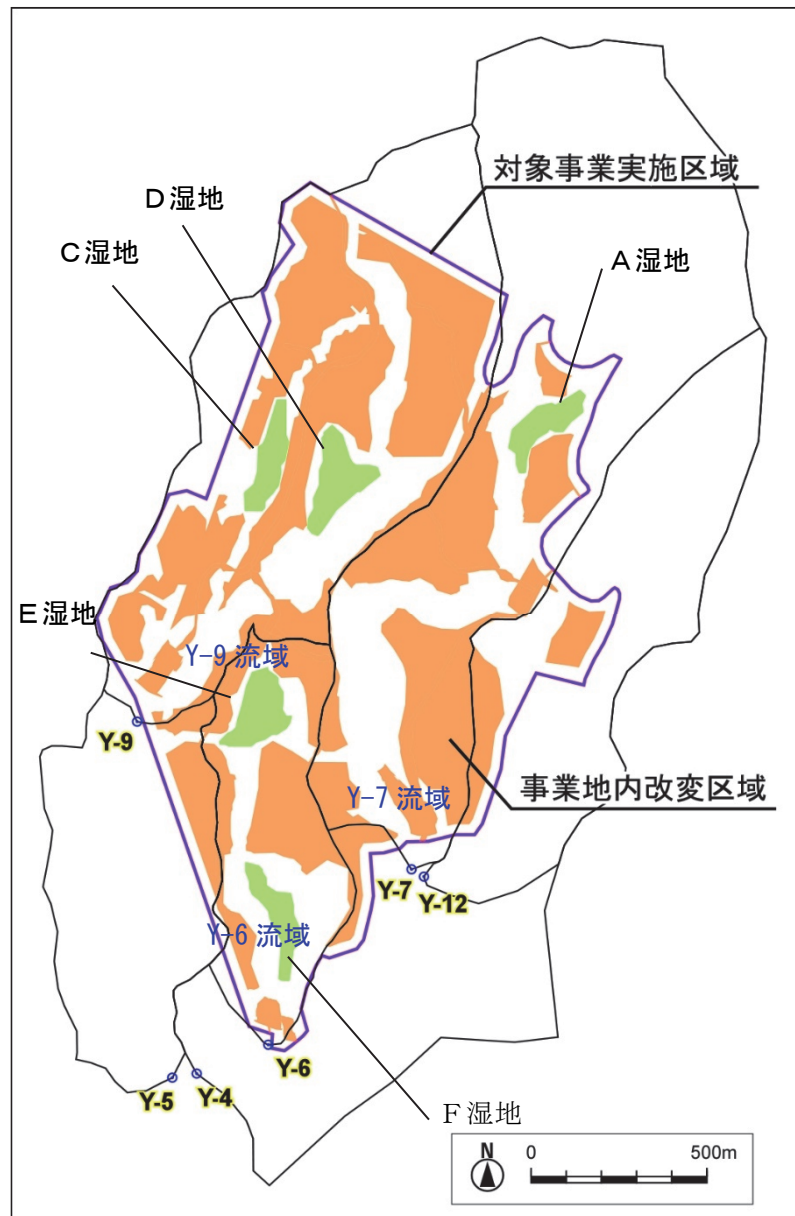 対象事業実施区域
D湿地
C湿地
A湿地
E湿地
Y-9 流域
Y-9
Y-7 流域
事業地内改変区域
Y-7
Y-12
Y-6 流域
Y-6
Y-5
Y-4
F湿地
N
0 500m